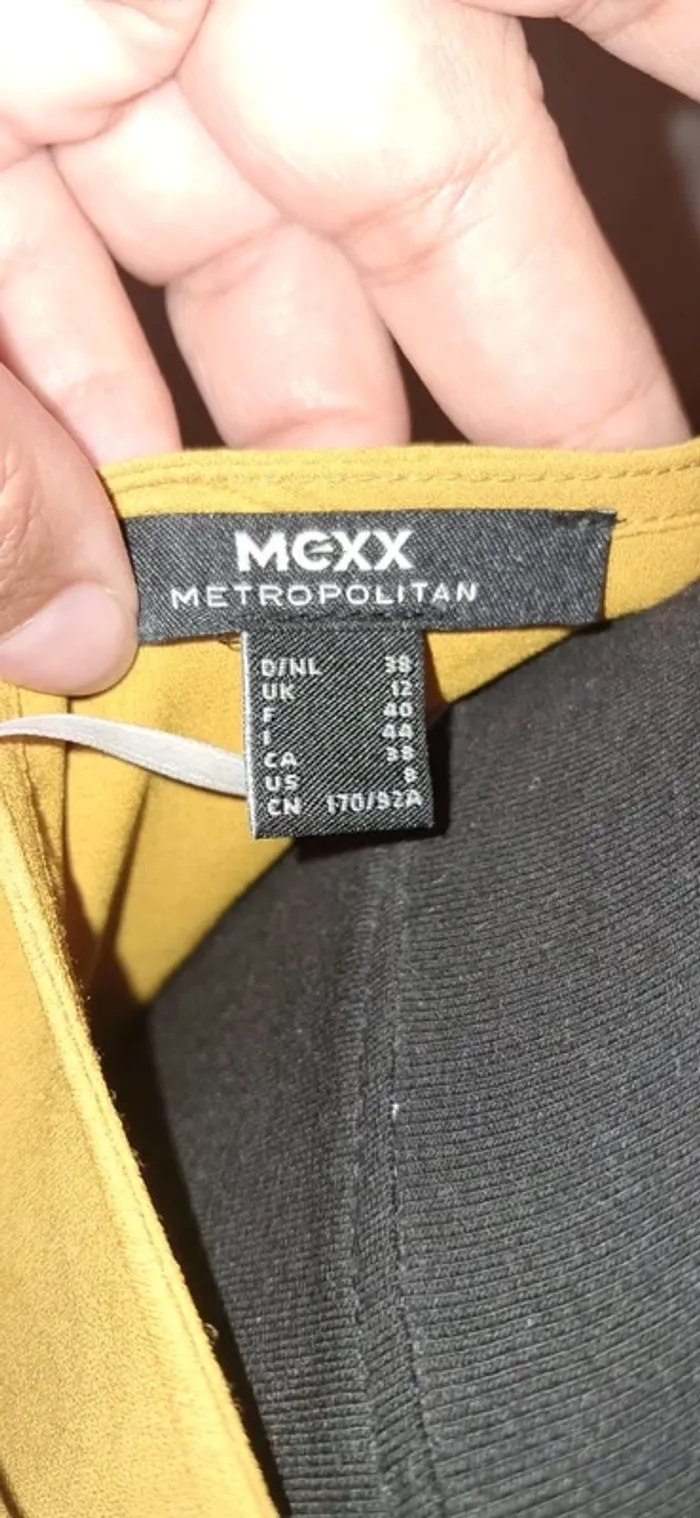 MEXX
METROPOLITAN
D/NL 38
UK 12
F 40
I 44
CA 38
US 8
CN 170/92A